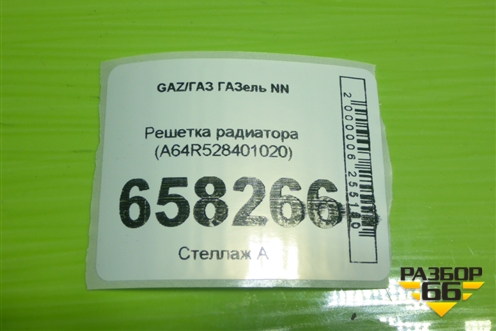 GAZ/ГАЗ ГАЗель NN
Решетка радиатора
(A64R528401020)
658266
Стеллаж А
2000006255180
РАЗБОР
66